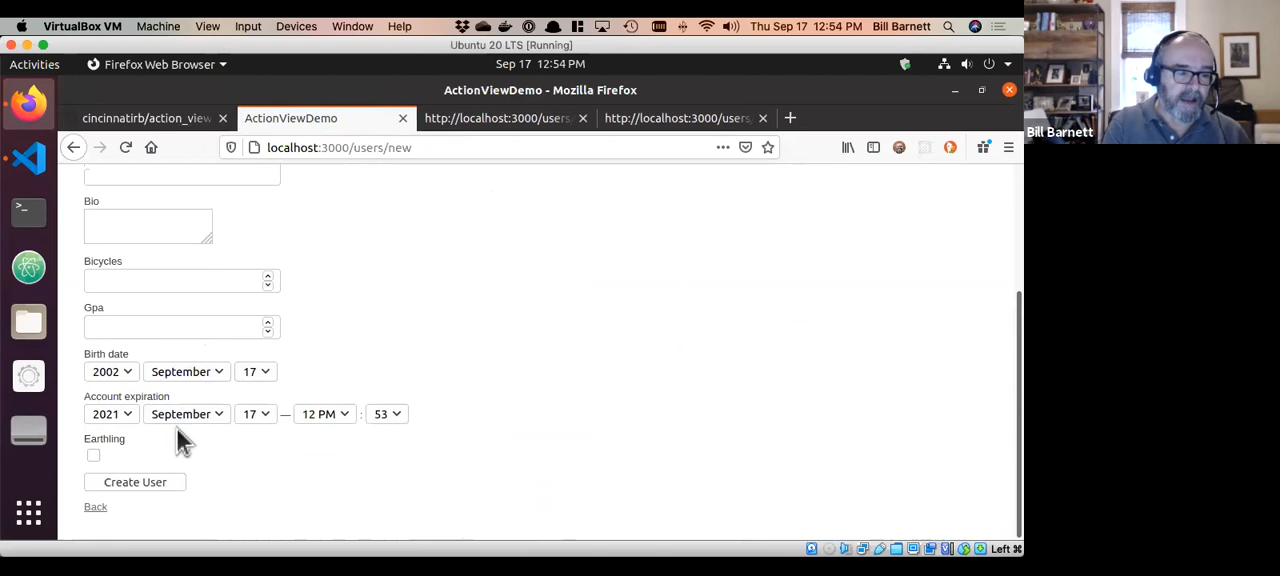 VirtualBox VM Machine View Input Devices Window Help Thu Sep 17 12:54 PM Bill Barnett
Ubuntu 20 LTS [Running]
Activities Firefox Web Browser Sep 17 12:54 PM
ActionViewDemo - Mozilla Firefox
cincinnatirb/action_view ActionViewDemo http://localhost:3000/users, http://localhost:3000/users,
localhost:3000/users/new
Bill Barnett
Bio
Bicycles
Gpa
Birth date
2002 September 17
Account expiration
2021 September 17 — 12 PM : 53
Earthling
Create User
Back
Left ⌘